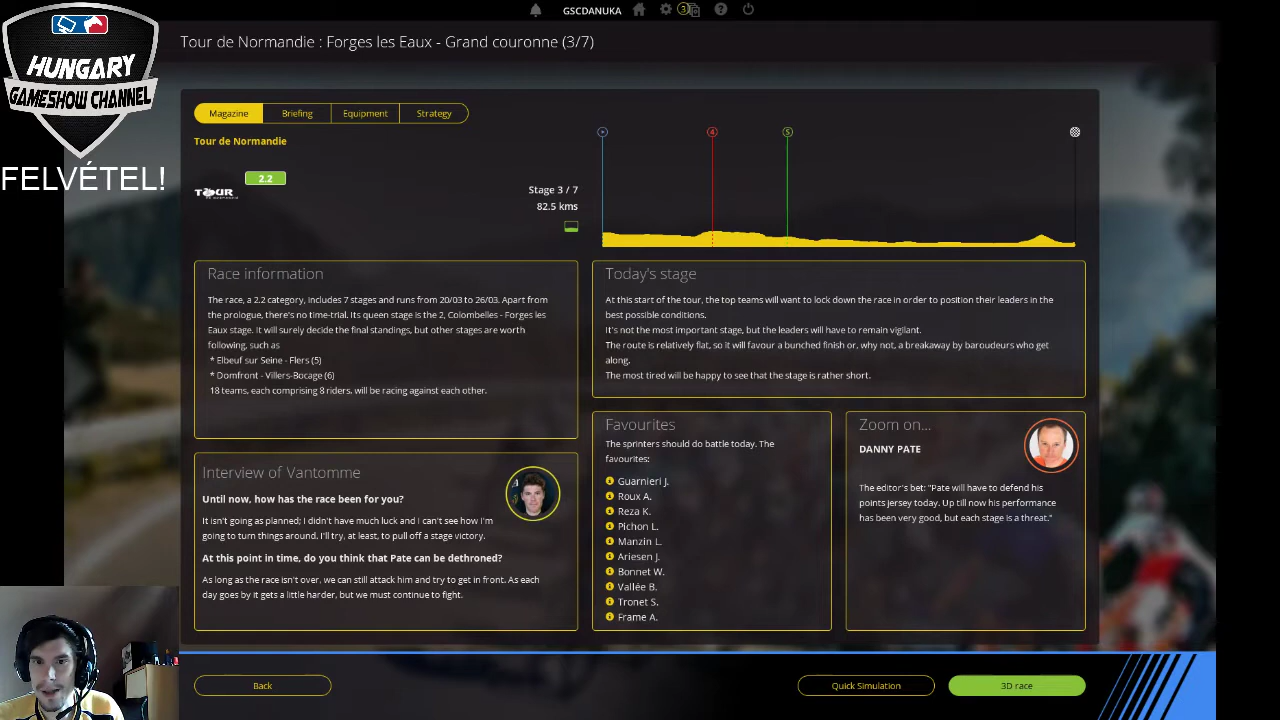 GSCDANUKA
3
Tour de Normandie : Forges les Eaux - Grand couronne (3/7)
HUNGARY
GAMESHOW CHANNEL
FELVÉTEL!
Magazine
Briefing
Equipment
Strategy
Tour de Normandie
2.2
TOUR
Stage 3 / 7
82.5 kms
4
S
Race information
The race, a 2.2 category, includes 7 stages and runs from 20/03 to 26/03. Apart from
the prologue, there's no time-trial. Its queen stage is the 2, Colombelles - Forges les
Eaux stage. It will surely decide the final standings, but other stages are worth
following, such as
* Elbeuf sur Seine - Flers (5)
* Domfront - Villers-Bocage (6)
18 teams, each comprising 8 riders, will be racing against each other.
Today's stage
At this start of the tour, the top teams will want to lock down the race in order to position their leaders in the
best possible conditions.
It's not the most important stage, but the leaders will have to remain vigilant.
The route is relatively flat, so it will favour a bunched finish or, why not, a breakaway by baroudeurs who get
along.
The most tired will be happy to see that the stage is rather short.
Interview of Vantomme
Until now, how has the race been for you?
It isn't going as planned; I didn't have much luck and I can't see how I'm
going to turn things around. I'll try, at least, to pull off a stage victory.
At this point in time, do you think that Pate can be dethroned?
As long as the race isn't over, we can still attack him and try to get in front. As each
day goes by it gets a little harder, but we must continue to fight.
Favourites
The sprinters should do battle today. The
favourites:
Guarnieri J.
Roux A.
Reza K.
Pichon L.
Manzin L.
Ariesen J.
Bonnet W.
Vallée B.
Tronet S.
Frame A.
Zoom on...
DANNY PATE
The editor's bet: "Pate will have to defend his
points jersey today. Up till now his performance
has been very good, but each stage is a threat."
Back
Quick Simulation
3D race